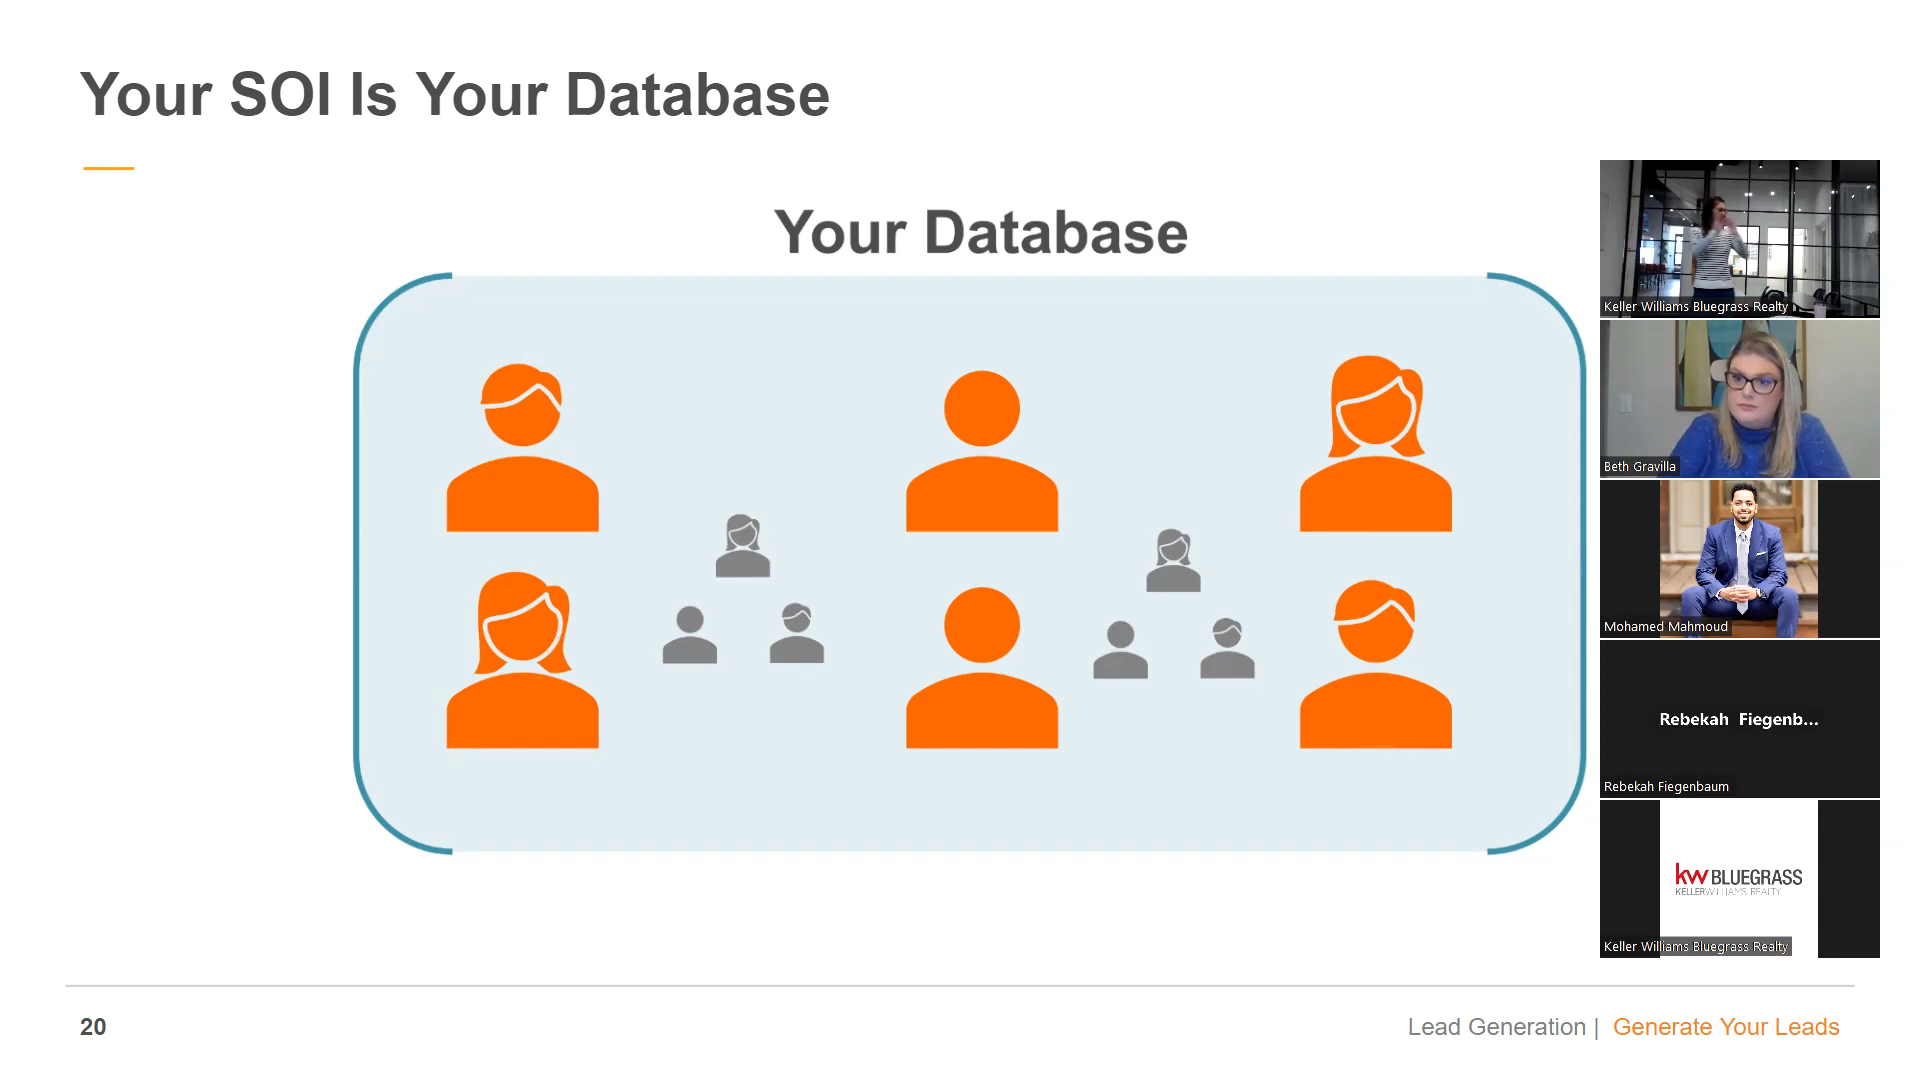 Your SOI Is Your Database
Your Database
Keller Williams Bluegrass Realty
Beth Gravilla
Mohamed Mahmoud
Rebekah Fiegenb...
Rebekah Fiegenbaum
kw BLUEGRASS
KELLERWILLIAMS. REALTY
Keller Williams Bluegrass Realty
20
Lead Generation | Generate Your Leads